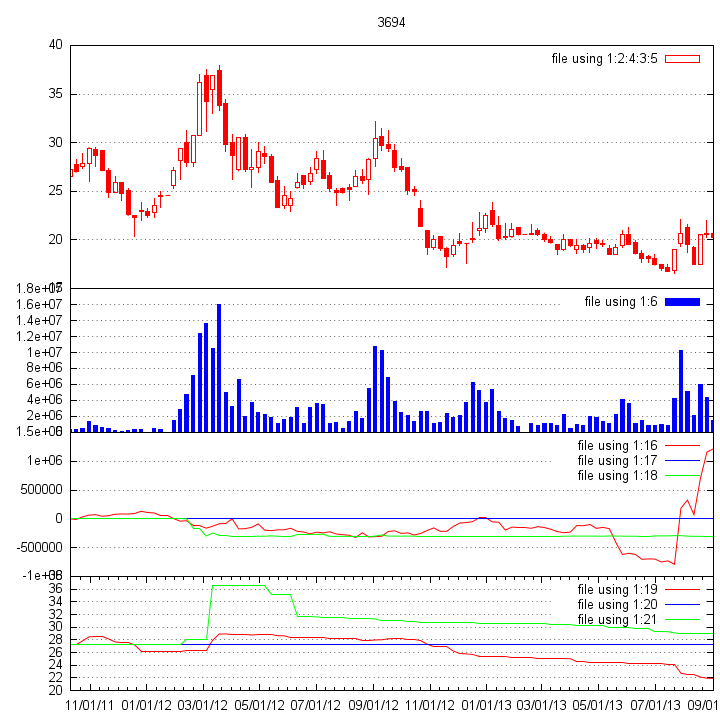 3694
40
file using 1:2:4:3:5
35
30
25
20
1.8e+07
file using 1:6
1.6e+07
1.4e+07
1.2e+07
1e+07
8e+06
6e+06
4e+06
2e+06
file using 1:16
file using 1:17
1e+06
file using 1:18
500000
0
-500000
36
file using 1:19
34
file using 1:20
32
file using 1:21
30
28
26
24
22
20
11/01/11 01/01/12 03/01/12 05/01/12 07/01/12 09/01/12 11/01/12 01/01/13 03/01/13 05/01/13 07/01/13 09/01